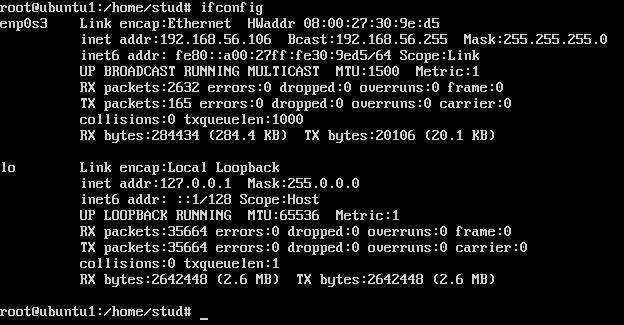 root@ubuntu1:/home/stud# ifconfig
enp0s3    Link encap:Ethernet  HWaddr 08:00:27:30:9e:d5
          inet addr:192.168.56.106  Bcast:192.168.56.255  Mask:255.255.255.0
          inet6 addr: fe80::a00:27ff:fe30:9ed5/64 Scope:Link
          UP BROADCAST RUNNING MULTICAST  MTU:1500  Metric:1
          RX packets:2632 errors:0 dropped:0 overruns:0 frame:0
          TX packets:165 errors:0 dropped:0 overruns:0 carrier:0
          collisions:0 txqueuelen:1000
          RX bytes:284434 (284.4 KB)  TX bytes:20106 (20.1 KB)

lo        Link encap:Local Loopback
          inet addr:127.0.0.1  Mask:255.0.0.0
          inet6 addr: ::1/128 Scope:Host
          UP LOOPBACK RUNNING  MTU:65536  Metric:1
          RX packets:35664 errors:0 dropped:0 overruns:0 frame:0
          TX packets:35664 errors:0 dropped:0 overruns:0 carrier:0
          collisions:0 txqueuelen:1
          RX bytes:2642448 (2.6 MB)  TX bytes:2642448 (2.6 MB)

root@ubuntu1:/home/stud# _